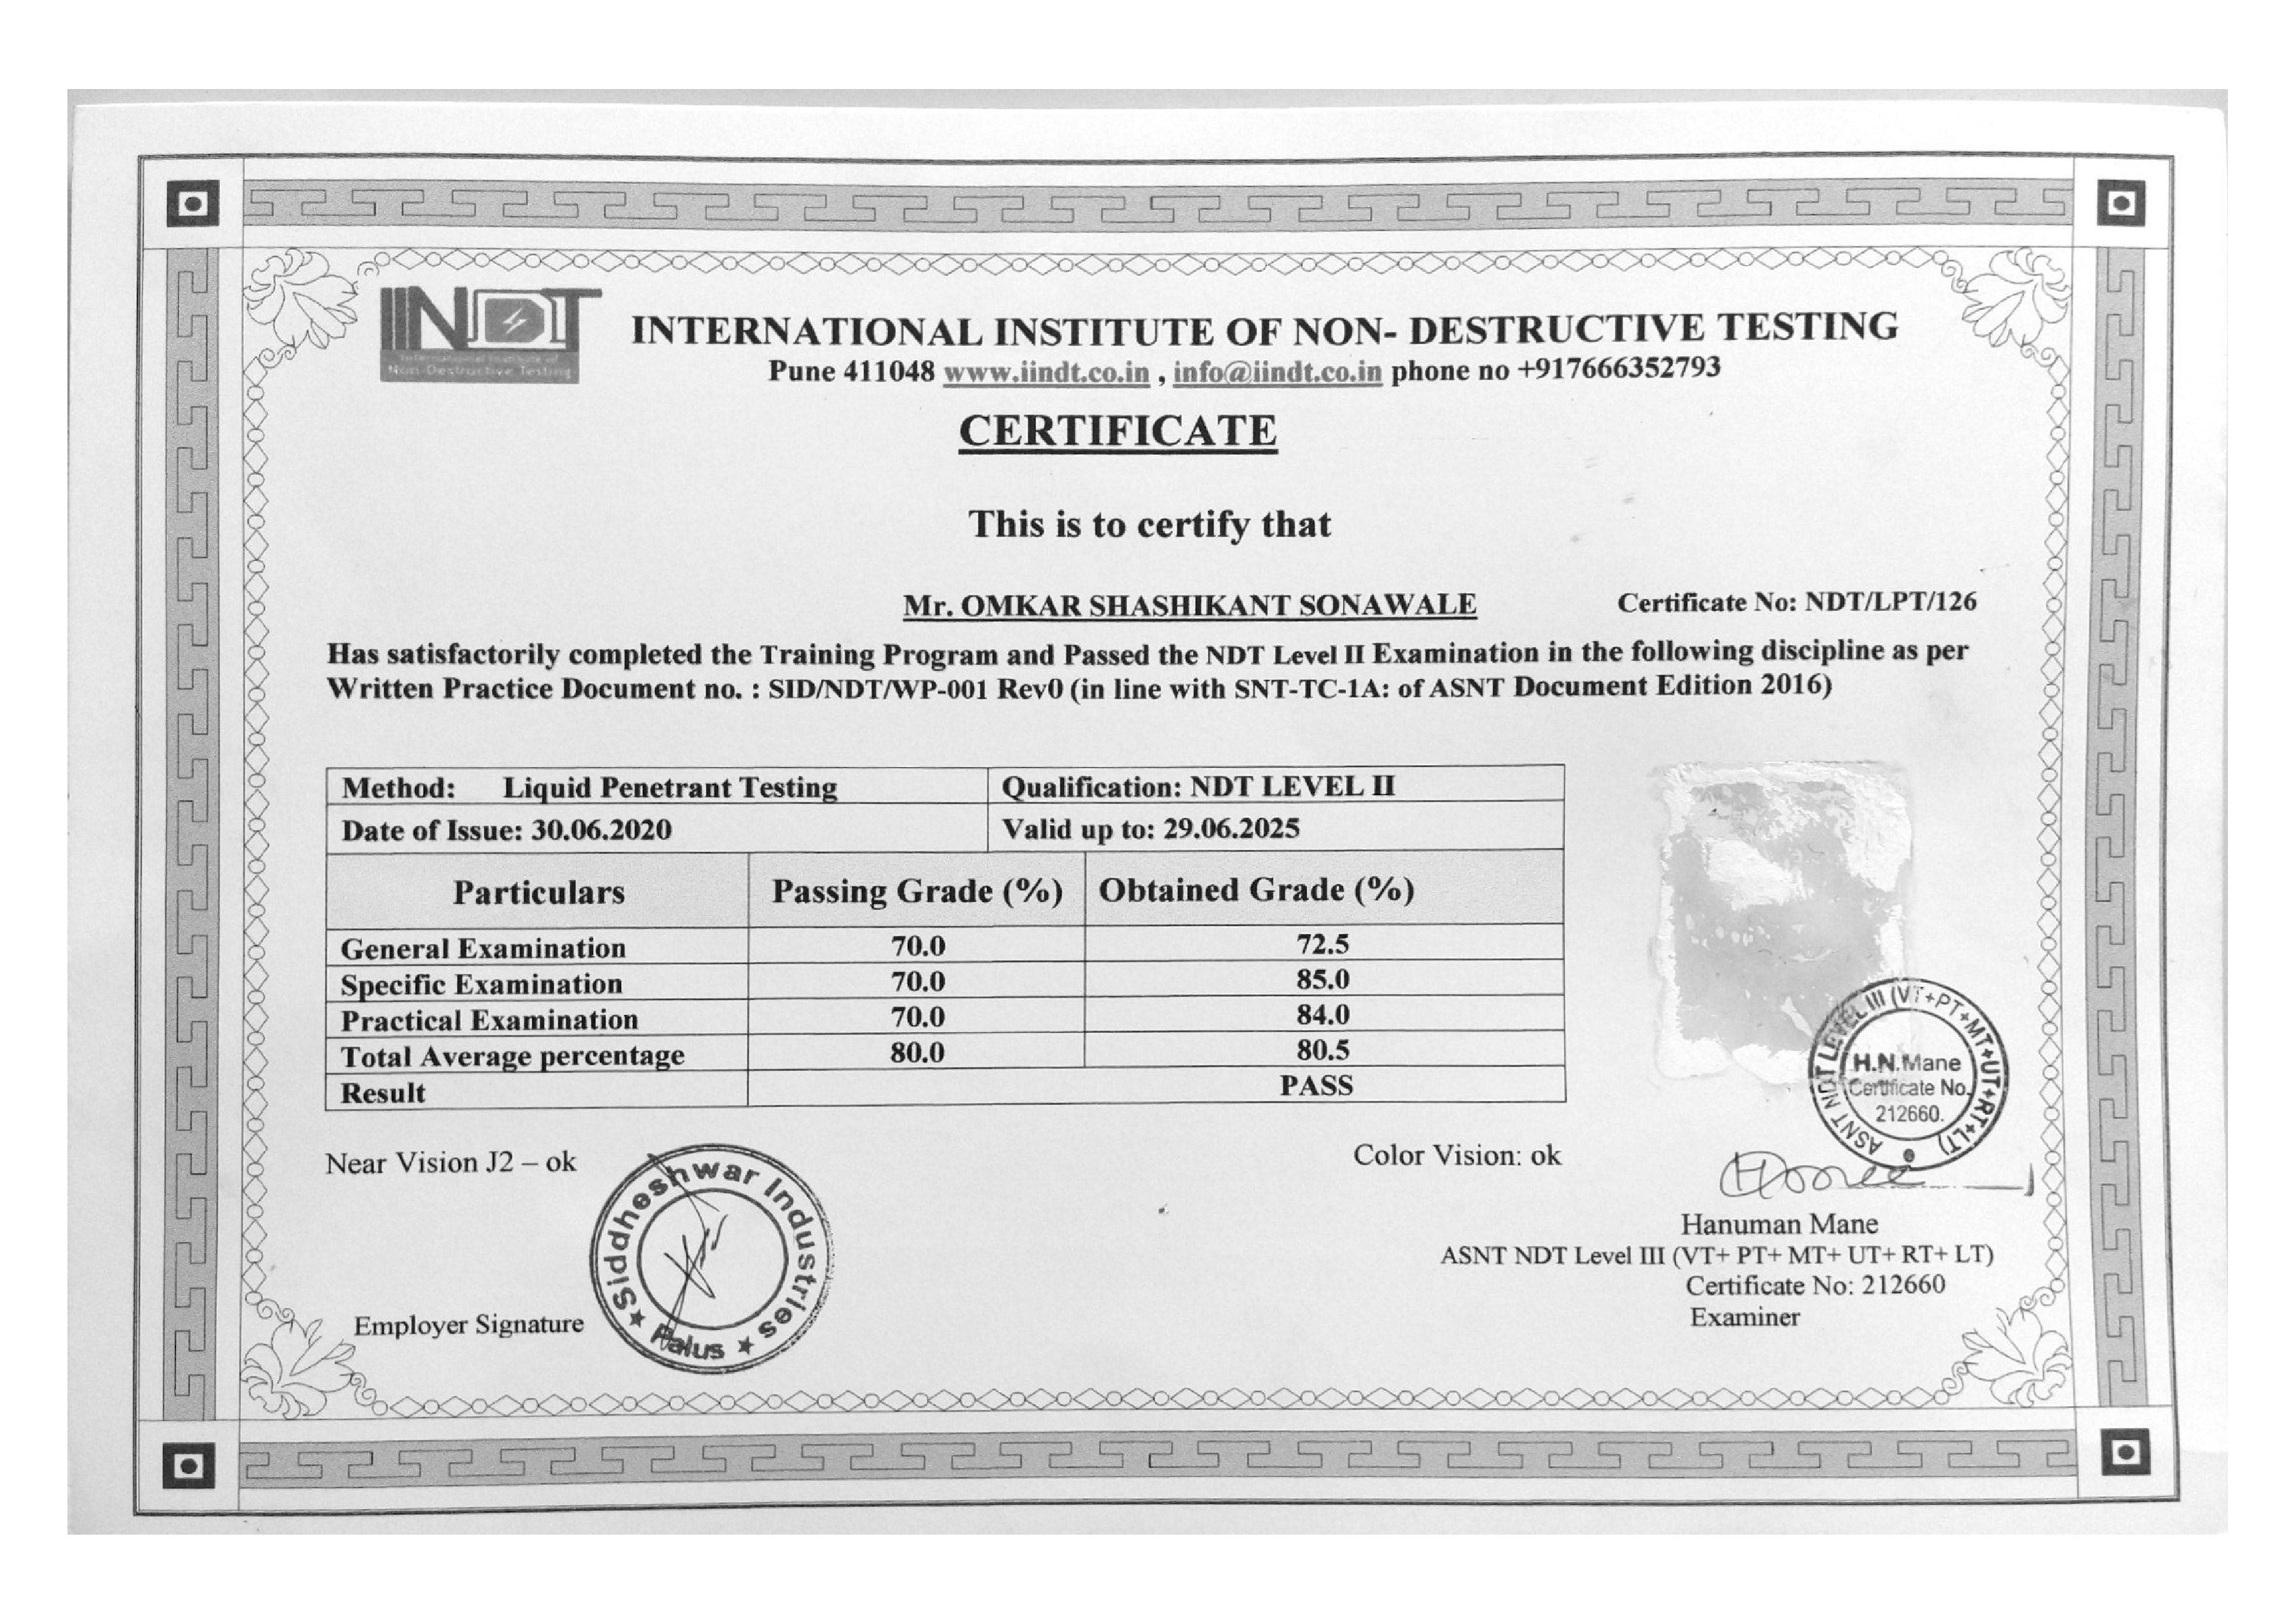 IINDT
International Institute of
Non-Destructive Testing
INTERNATIONAL INSTITUTE OF NON- DESTRUCTIVE TESTING
Pune 411048 www.iindt.co.in , info@iindt.co.in phone no +917666352793
CERTIFICATE
This is to certify that
Mr. OMKAR SHASHIKANT SONAWALE Certificate No: NDT/LPT/126
Has satisfactorily completed the Training Program and Passed the NDT Level II Examination in the following discipline as per
Written Practice Document no. : SID/NDT/WP-001 Rev0 (in line with SNT-TC-1A: of ASNT Document Edition 2016)
Method: Liquid Penetrant Testing Qualification: NDT LEVEL II
Date of Issue: 30.06.2020 Valid up to: 29.06.2025
Particulars Passing Grade (%) Obtained Grade (%)
General Examination 70.0 72.5
Specific Examination 70.0 85.0
Practical Examination 70.0 84.0
Total Average percentage 80.0 80.5
Result PASS
ASNT NDT LEVEL III (VT+PT+MT+UT+RT+LT)
H.N.Mane
Certificate No.
212660.
Near Vision J2 – ok Color Vision: ok
Siddheshwar Industries
Palus
Hanuman Mane
ASNT NDT Level III (VT+ PT+ MT+ UT+ RT+ LT)
Certificate No: 212660
Employer Signature Examiner